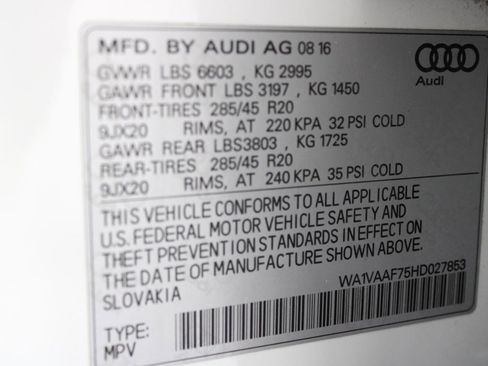 MFD. BY AUDI AG 08 16
GVWR LBS 6603 , KG 2995
GAWR FRONT LBS 3197 , KG 1450
FRONT-TIRES 285/45 R20
9JX20 RIMS, AT 220 KPA 32 PSI COLD
GAWR REAR LBS3803 , KG 1725
REAR-TIRES 285/45 R20
9JX20 RIMS, AT 240 KPA 35 PSI COLD
THIS VEHICLE CONFORMS TO ALL APPLICABLE
U.S. FEDERAL MOTOR VEHICLE SAFETY AND
THEFT PREVENTION STANDARDS IN EFFECT ON
DATE OF MANUFACTURE SHOWN ABOVE.
SLOVAKIA
WA1VAAF75HD027853
TYPE:
MPV
Audi